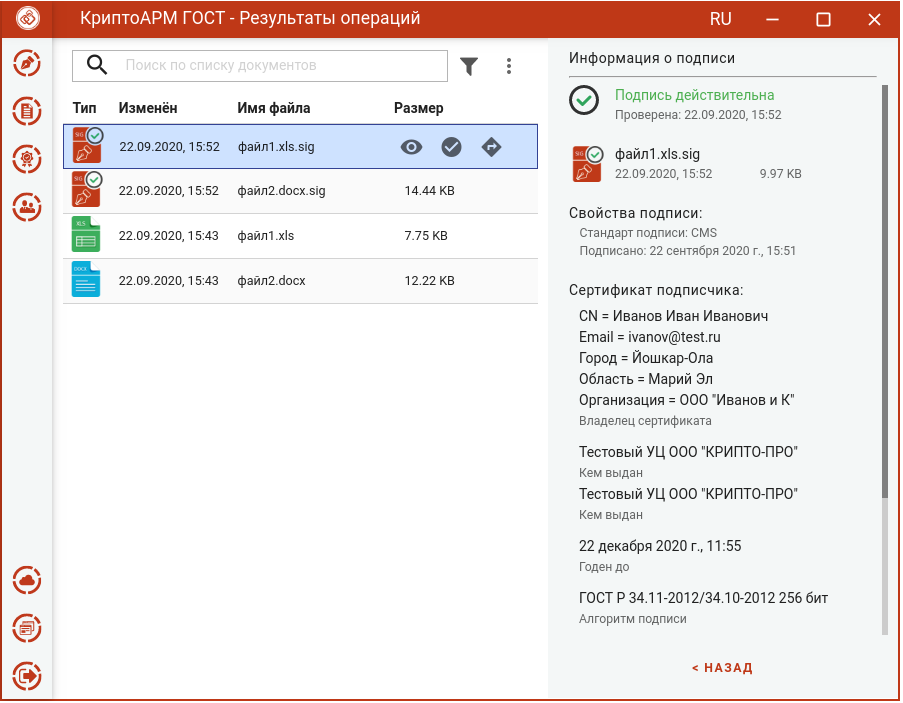 КриптоАРМ ГОСТ - Результаты операций RU
Поиск по списку документов
Тип Изменён Имя файла Размер
SIG 22.09.2020, 15:52 файл1.xls.sig
SIG 22.09.2020, 15:52 файл2.docx.sig 14.44 KB
XLS 22.09.2020, 15:43 файл1.xls 7.75 KB
DOCX 22.09.2020, 15:43 файл2.docx 12.22 KB
Информация о подписи
Подпись действительна
Проверена: 22.09.2020, 15:52
SIG
файл1.xls.sig
22.09.2020, 15:52 9.97 KB
Свойства подписи:
Стандарт подписи: CMS
Подписано: 22 сентября 2020 г., 15:51
Сертификат подписчика:
CN = Иванов Иван Иванович
Email = ivanov@test.ru
Город = Йошкар-Ола
Область = Марий Эл
Организация = ООО "Иванов и К"
Владелец сертификата
Тестовый УЦ ООО "КРИПТО-ПРО"
Кем выдан
Тестовый УЦ ООО "КРИПТО-ПРО"
Кем выдан
22 декабря 2020 г., 11:55
Годен до
ГОСТ Р 34.11-2012/34.10-2012 256 бит
Алгоритм подписи
< НАЗАД